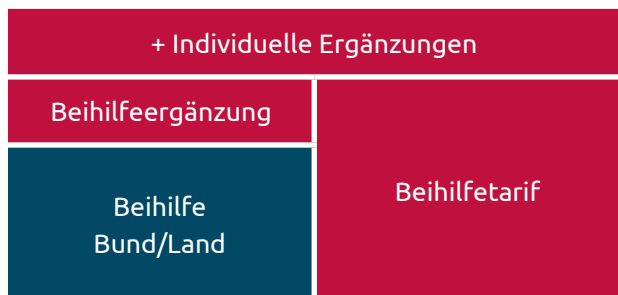 + Individuelle Ergänzungen
Beihilfeergänzung
Beihilfe
Bund/Land
Beihilfetarif